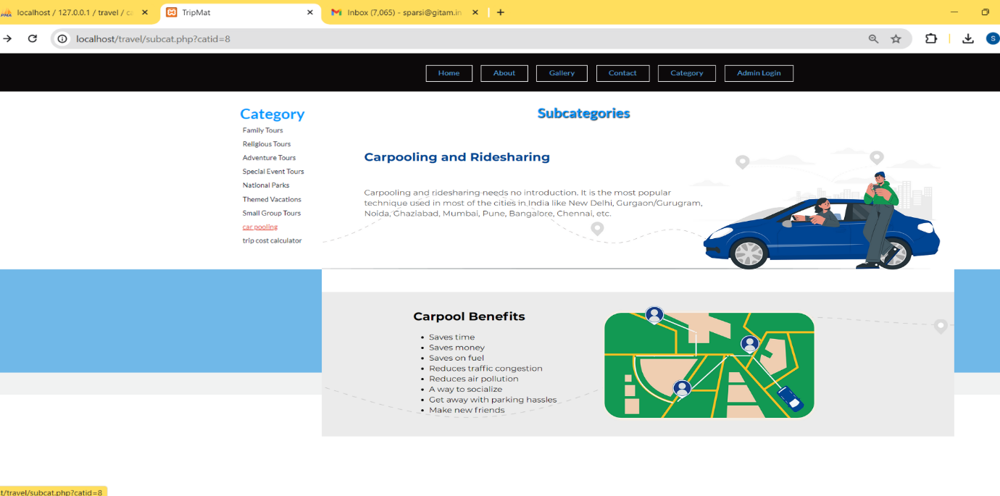 localhost / 127.0.0.1 / travel / ca
TripMat
Inbox (7,065) - sparsi@gitam.in
localhost/travel/subcat.php?catid=8
S
Home
About
Gallery
Contact
Category
Admin Login
Category
Family Tours
Religious Tours
Adventure Tours
Special Event Tours
National Parks
Themed Vacations
Small Group Tours
car pooling
trip cost calculator
Subcategories
Carpooling and Ridesharing
Carpooling and ridesharing needs no introduction. It is the most popular
technique used in most of the cities in India like New Delhi, Gurgaon/Gurugram,
Noida, Ghaziabad, Mumbai, Pune, Bangalore, Chennai, etc.
Carpool Benefits
• Saves time
• Saves money
• Saves on fuel
• Reduces traffic congestion
• Reduces air pollution
• A way to socialize
• Get away with parking hassles
• Make new friends
t/travel/subcat.php?catid=8